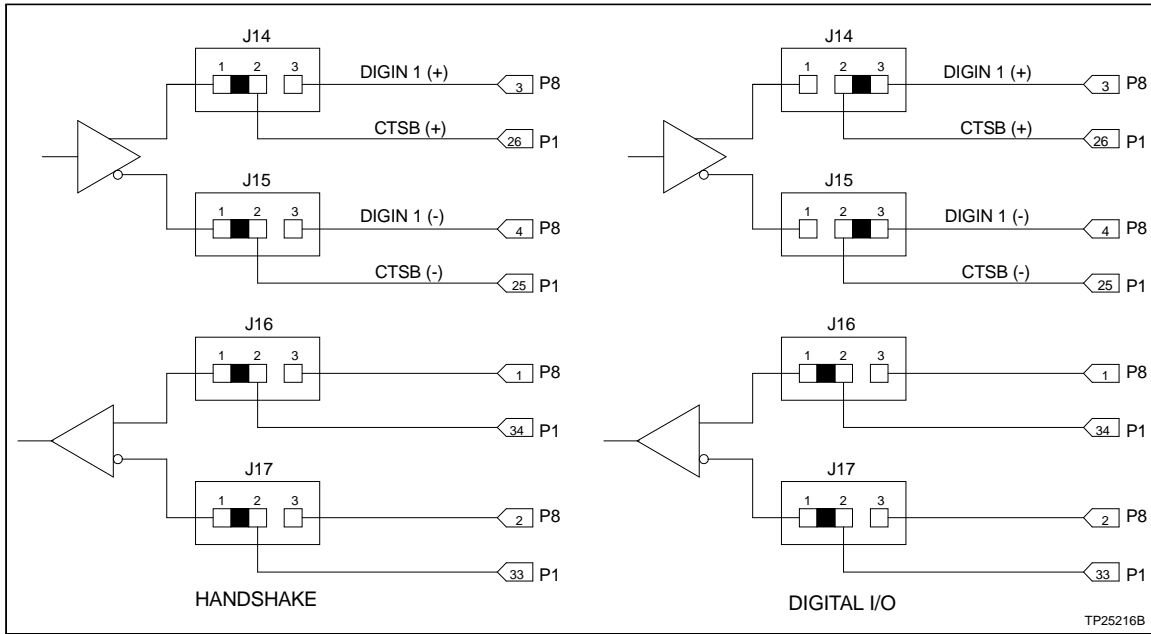 J14
1 2 3
DIGIN 1 (+)
3 P8
CTSB (+)
26 P1
J15
1 2 3
DIGIN 1 (-)
4 P8
CTSB (-)
25 P1
J16
1 2 3
1 P8
34 P1
J17
1 2 3
2 P8
33 P1
HANDSHAKE
J14
1 2 3
DIGIN 1 (+)
3 P8
CTSB (+)
26 P1
J15
1 2 3
DIGIN 1 (-)
4 P8
CTSB (-)
25 P1
J16
1 2 3
1 P8
34 P1
J17
1 2 3
2 P8
33 P1
DIGITAL I/O
TP25216B